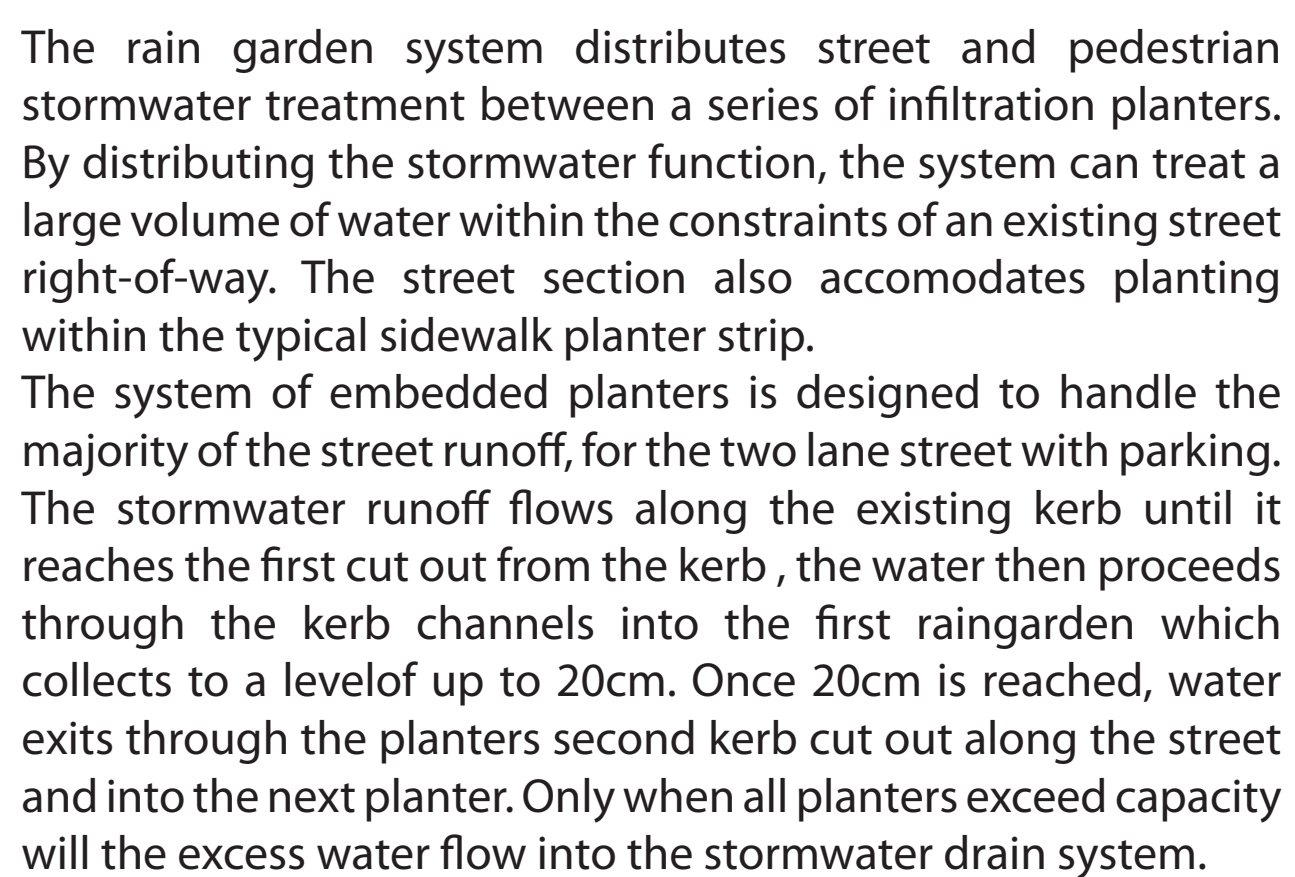 The rain garden system distributes street and pedestrian
stormwater treatment between a series of infiltration planters.
By distributing the stormwater function, the system can treat a
large volume of water within the constraints of an existing street
right-of-way. The street section also accomodates planting
within the typical sidewalk planter strip.
The system of embedded planters is designed to handle the
majority of the street runoff, for the two lane street with parking.
The stormwater runoff flows along the existing kerb until it
reaches the first cut out from the kerb , the water then proceeds
through the kerb channels into the first raingarden which
collects to a levelof up to 20cm. Once 20cm is reached, water
exits through the planters second kerb cut out along the street
and into the next planter. Only when all planters exceed capacity
will the excess water flow into the stormwater drain system.